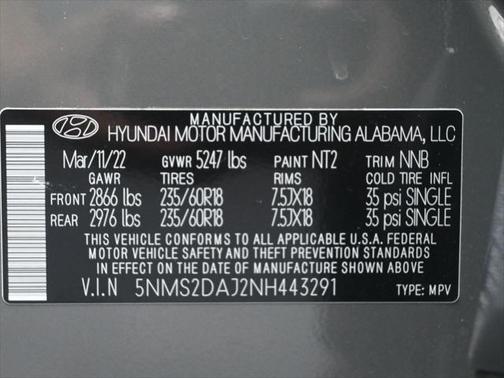 MANUFACTURED BY
HYUNDAI MOTOR MANUFACTURING ALABAMA, LLC
Mar/11/22 GVWR 5247 lbs PAINT NT2 TRIM NNB
GAWR TIRES RIMS COLD TIRE INFL
FRONT 2866 lbs 235/60R18 7.5JX18 35 psi SINGLE
REAR 2976 lbs 235/60R18 7.5JX18 35 psi SINGLE
THIS VEHICLE CONFORMS TO ALL APPLICABLE U.S.A. FEDERAL
MOTOR VEHICLE SAFETY AND THEFT PREVENTION STANDARDS
IN EFFECT ON THE DATE OF MANUFACTURE SHOWN ABOVE.
V.I.N 5NMS2DAJ2NH443291 TYPE: MPV